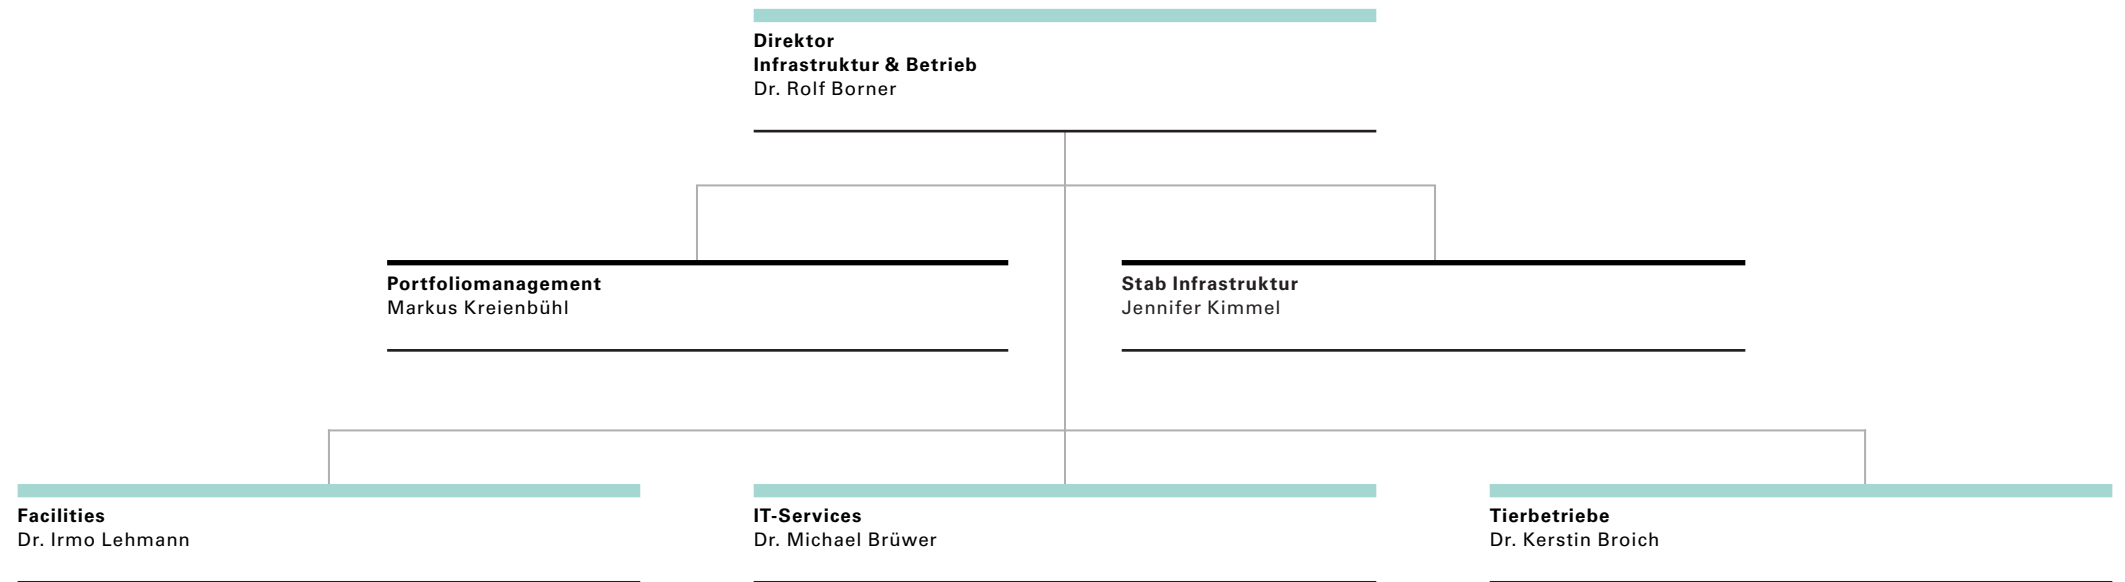 Direktor
Infrastruktur & Betrieb
Dr. Rolf Borner
Portfoliomanagement
Markus Kreienbühl
Stab Infrastruktur
Jennifer Kimmel
Facilities
Dr. Irmo Lehmann
IT-Services
Dr. Michael Brüwer
Tierbetriebe
Dr. Kerstin Broich